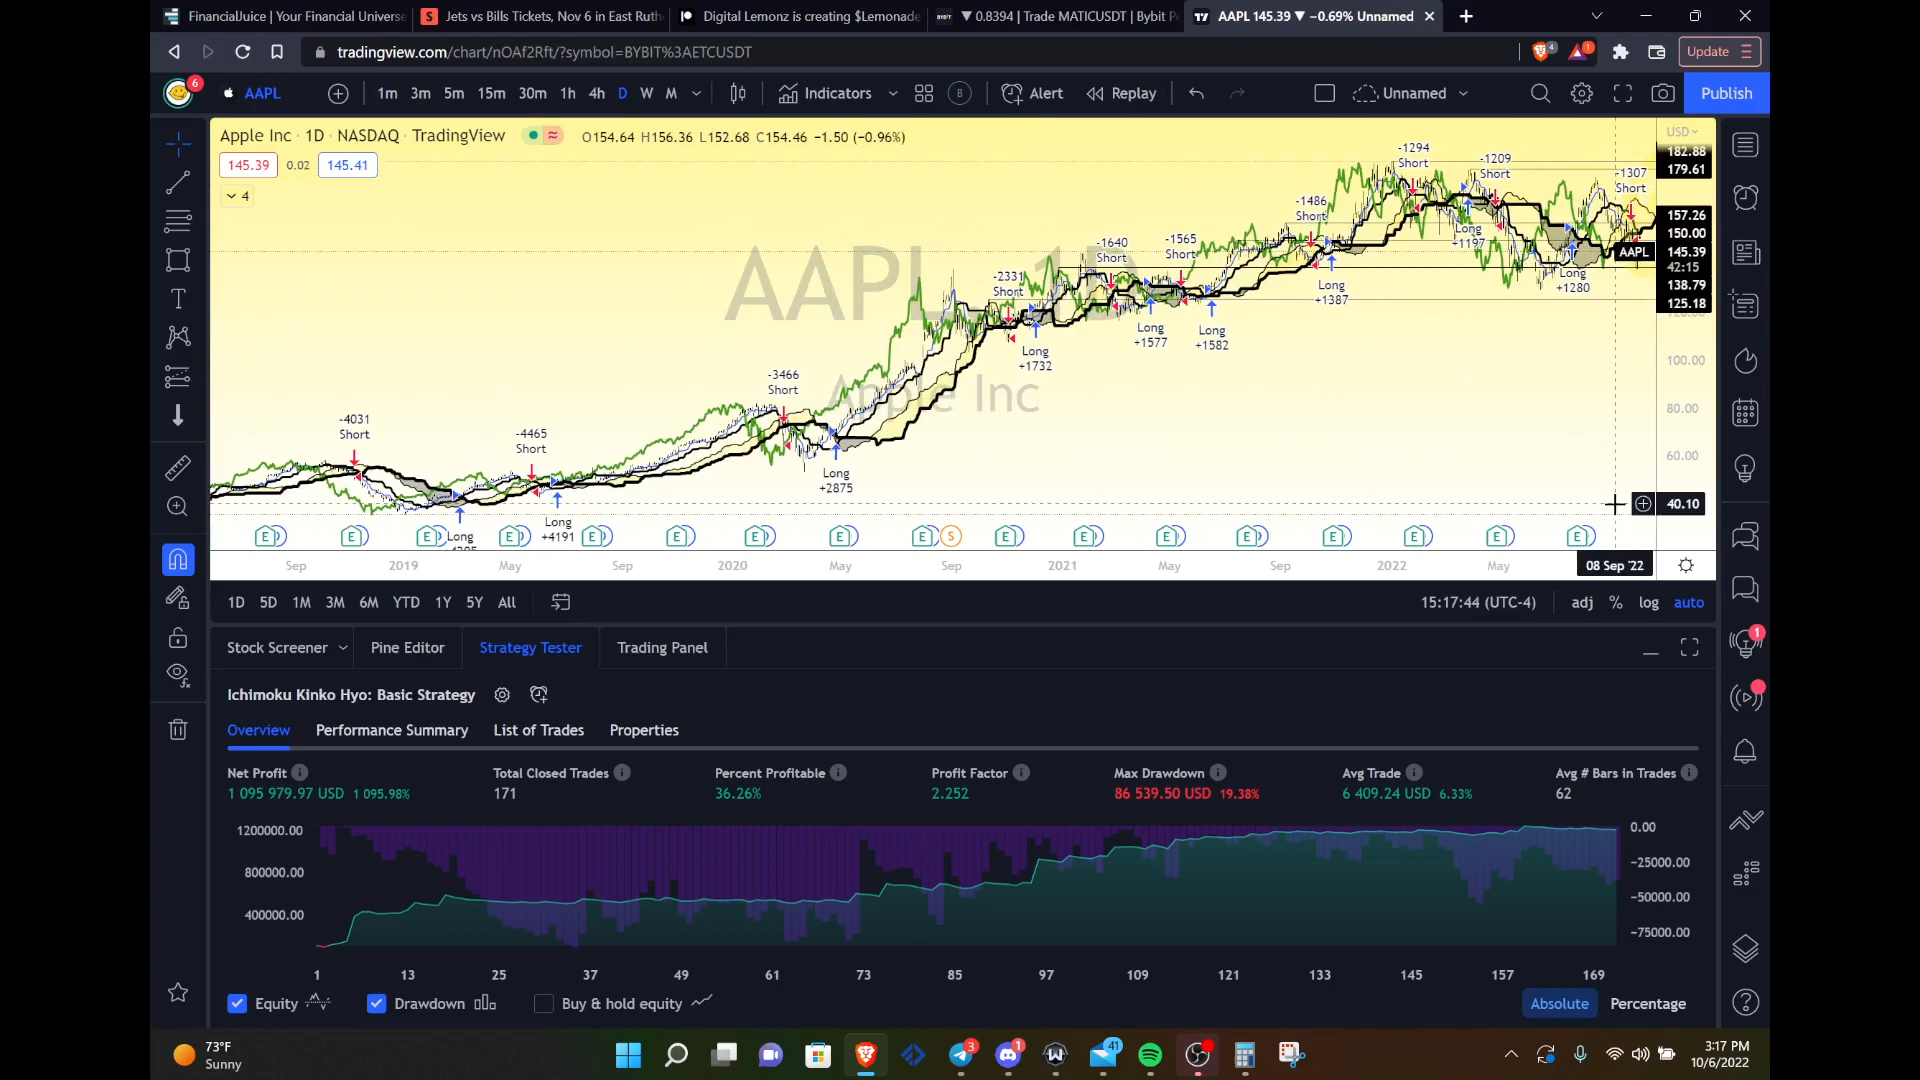 FinancialJuice | Your Financial Universe
Jets vs Bills Tickets, Nov 6 in East Ruth
Digital Lemonz is creating $Lemonade
▼ 0.8394 | Trade MATICUSDT | Bybit P
AAPL 145.39 ▼ −0.69% Unnamed
tradingview.com/chart/nOAf2Rft/?symbol=BYBIT%3AETCUSDT
4
1
Update
6
AAPL
1m 3m 5m 15m 30m 1h 4h D W M
Indicators
B
Alert
Replay
Unnamed
Publish
Apple Inc · 1D · NASDAQ · TradingView
O154.64 H156.36 L152.68 C154.46 −1.50 (−0.96%)
145.39 0.02 145.41
4
AAPL, 1D
Apple Inc
-4031
Short
-4465
Short
-3466
Short
-2331
Short
-1640
Short
-1565
Short
-1486
Short
-1294
Short
-1209
Short
-1307
Short
Long
Long
+4191
Long
+2875
Long
+1732
Long
+1577
Long
+1582
Long
+1387
Long
+1197
Long
+1280
USD
182.88
179.61
157.26
150.00
AAPL 145.39
42:15
138.79
125.18
100.00
80.00
60.00
40.10
E E E E E E E E E S E E E E E E E E
Sep 2019 May Sep 2020 May Sep 2021 May Sep 2022 May 08 Sep '22
1D 5D 1M 3M 6M YTD 1Y 5Y All
15:17:44 (UTC-4) adj % log auto
Stock Screener Pine Editor Strategy Tester Trading Panel
Ichimoku Kinko Hyo: Basic Strategy
Overview Performance Summary List of Trades Properties
Net Profit
1 095 979.97 USD 1 095.98%
Total Closed Trades
171
Percent Profitable
36.26%
Profit Factor
2.252
Max Drawdown
86 539.50 USD 19.38%
Avg Trade
6 409.24 USD 6.33%
Avg # Bars in Trades
62
1200000.00
800000.00
400000.00
0.00
−25000.00
−50000.00
−75000.00
1 13 25 37 49 61 73 85 97 109 121 133 145 157 169
Equity Drawdown Buy & hold equity
Absolute Percentage
1
73°F
Sunny
3
1
41
3:17 PM
10/6/2022